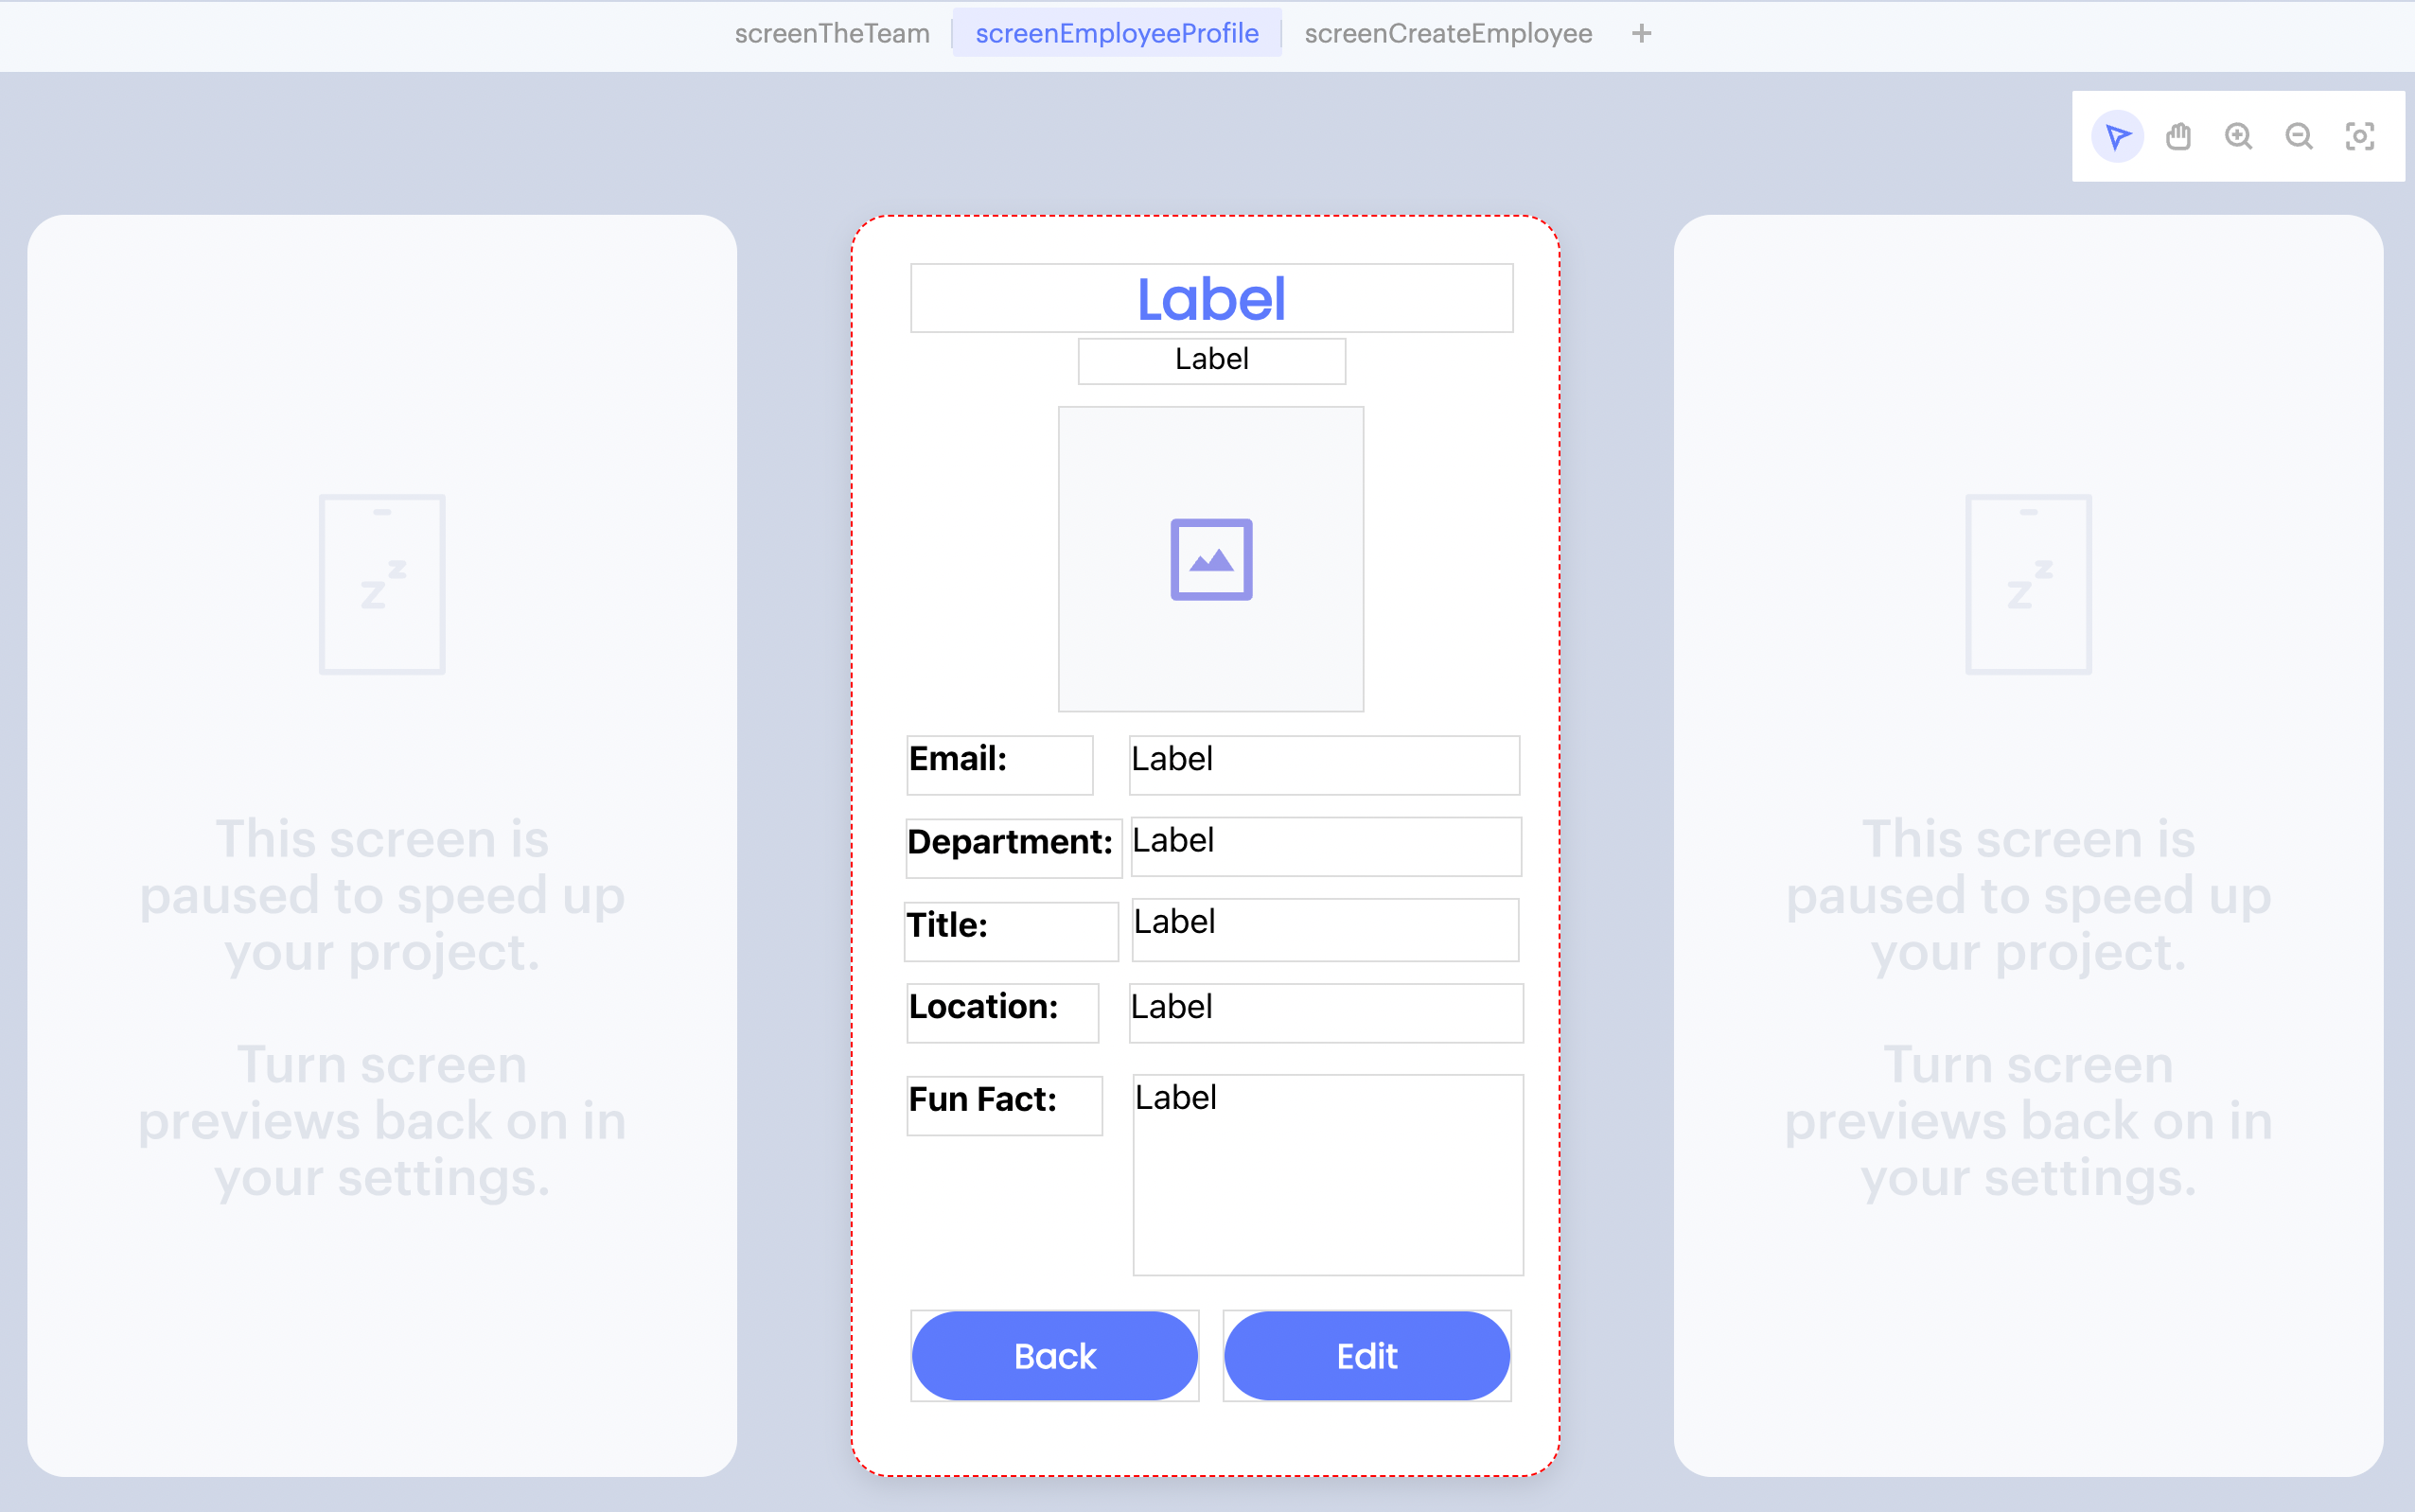 screenTheTeam
screenEmployeeProfile
screenCreateEmployee
+
This screen is
paused to speed up
your project.
Turn screen
previews back on in
your settings.
Label
Label
Email:
Label
Department:
Label
Title:
Label
Location:
Label
Fun Fact:
Label
Back
Edit
This screen is
paused to speed up
your project.
Turn screen
previews back on in
your settings.